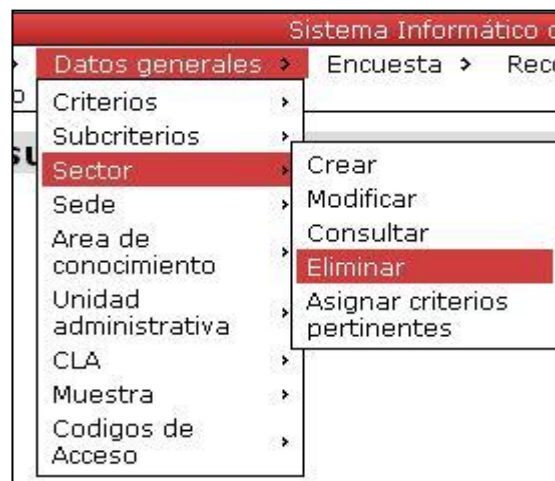 Sistema Informático
Datos generales Encuesta
Criterios
Subcriterios
Sector
Sede
Area de
conocimiento
Unidad
administrativa
CLA
Muestra
Codigos de
Acceso
Crear
Modificar
Consultar
Eliminar
Asignar criterios
pertinentes